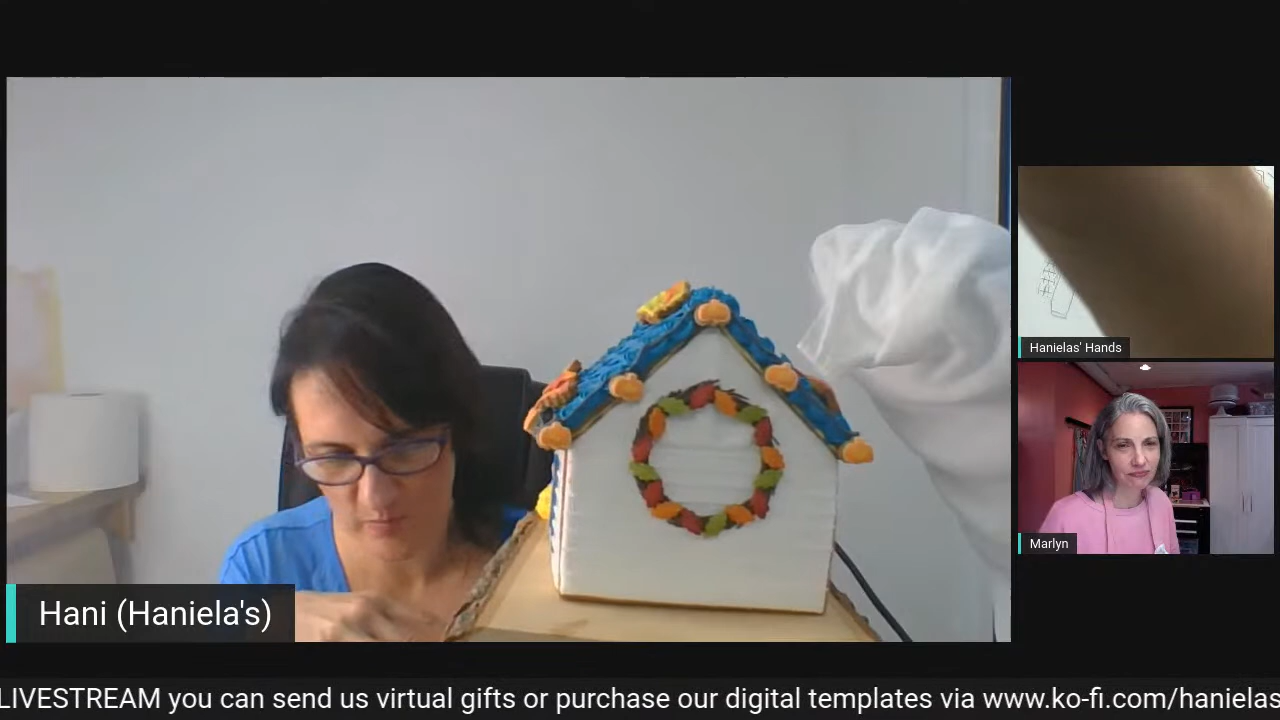 Hanielas' Hands
Marlyn
Hani (Haniela's)
LIVESTREAM you can send us virtual gifts or purchase our digital templates via www.ko-fi.com/hanielas